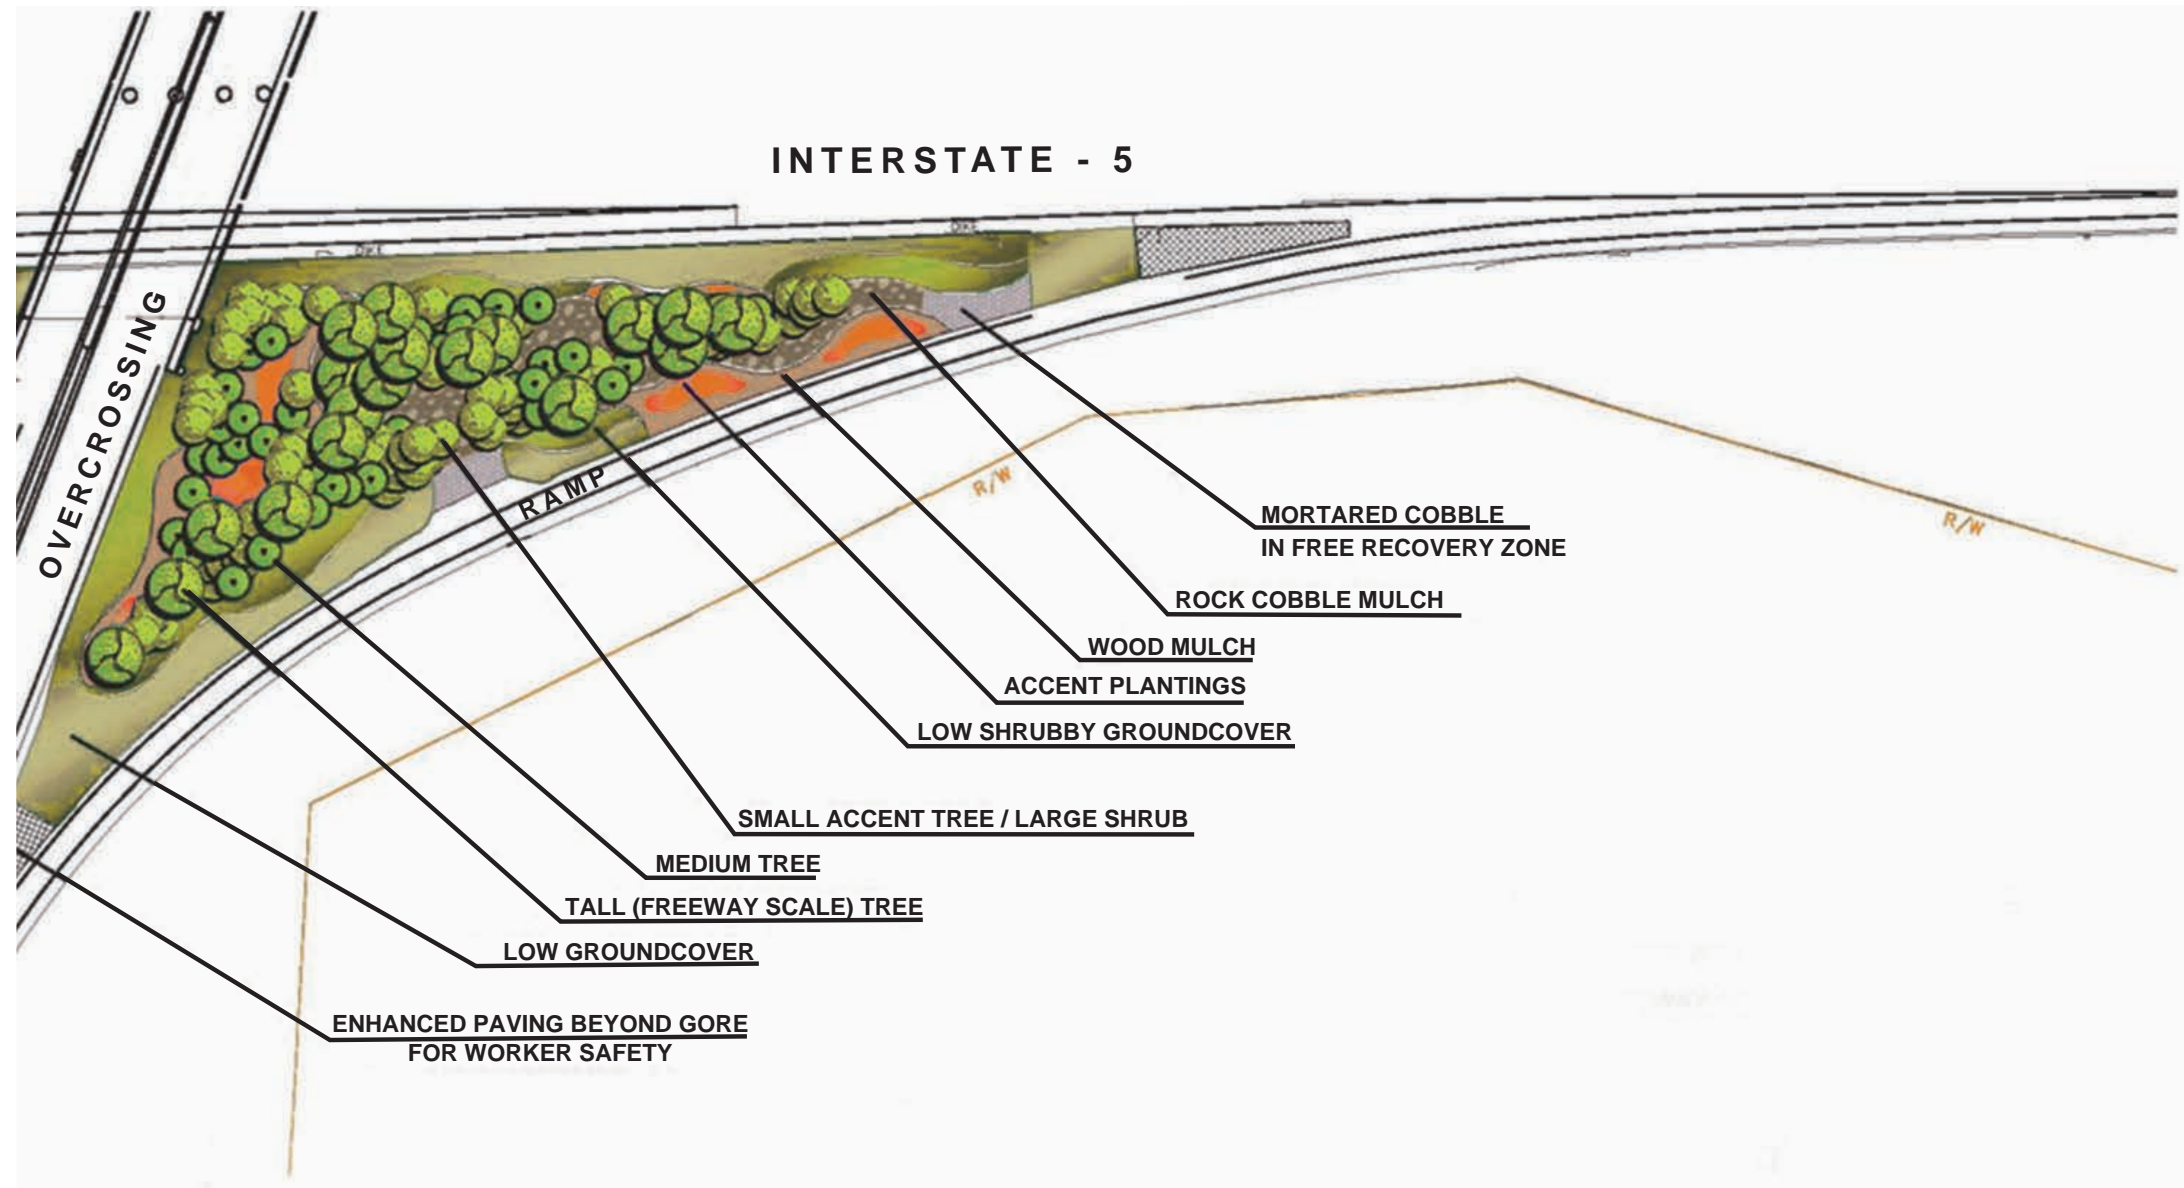 INTERSTATE - 5
DIKE
DIKE
OVERCROSSING
RAMP
R/W
R/W
MORTARED COBBLE
IN FREE RECOVERY ZONE
ROCK COBBLE MULCH
WOOD MULCH
ACCENT PLANTINGS
LOW SHRUBBY GROUNDCOVER
SMALL ACCENT TREE / LARGE SHRUB
MEDIUM TREE
TALL (FREEWAY SCALE) TREE
LOW GROUNDCOVER
ENHANCED PAVING BEYOND GORE
FOR WORKER SAFETY